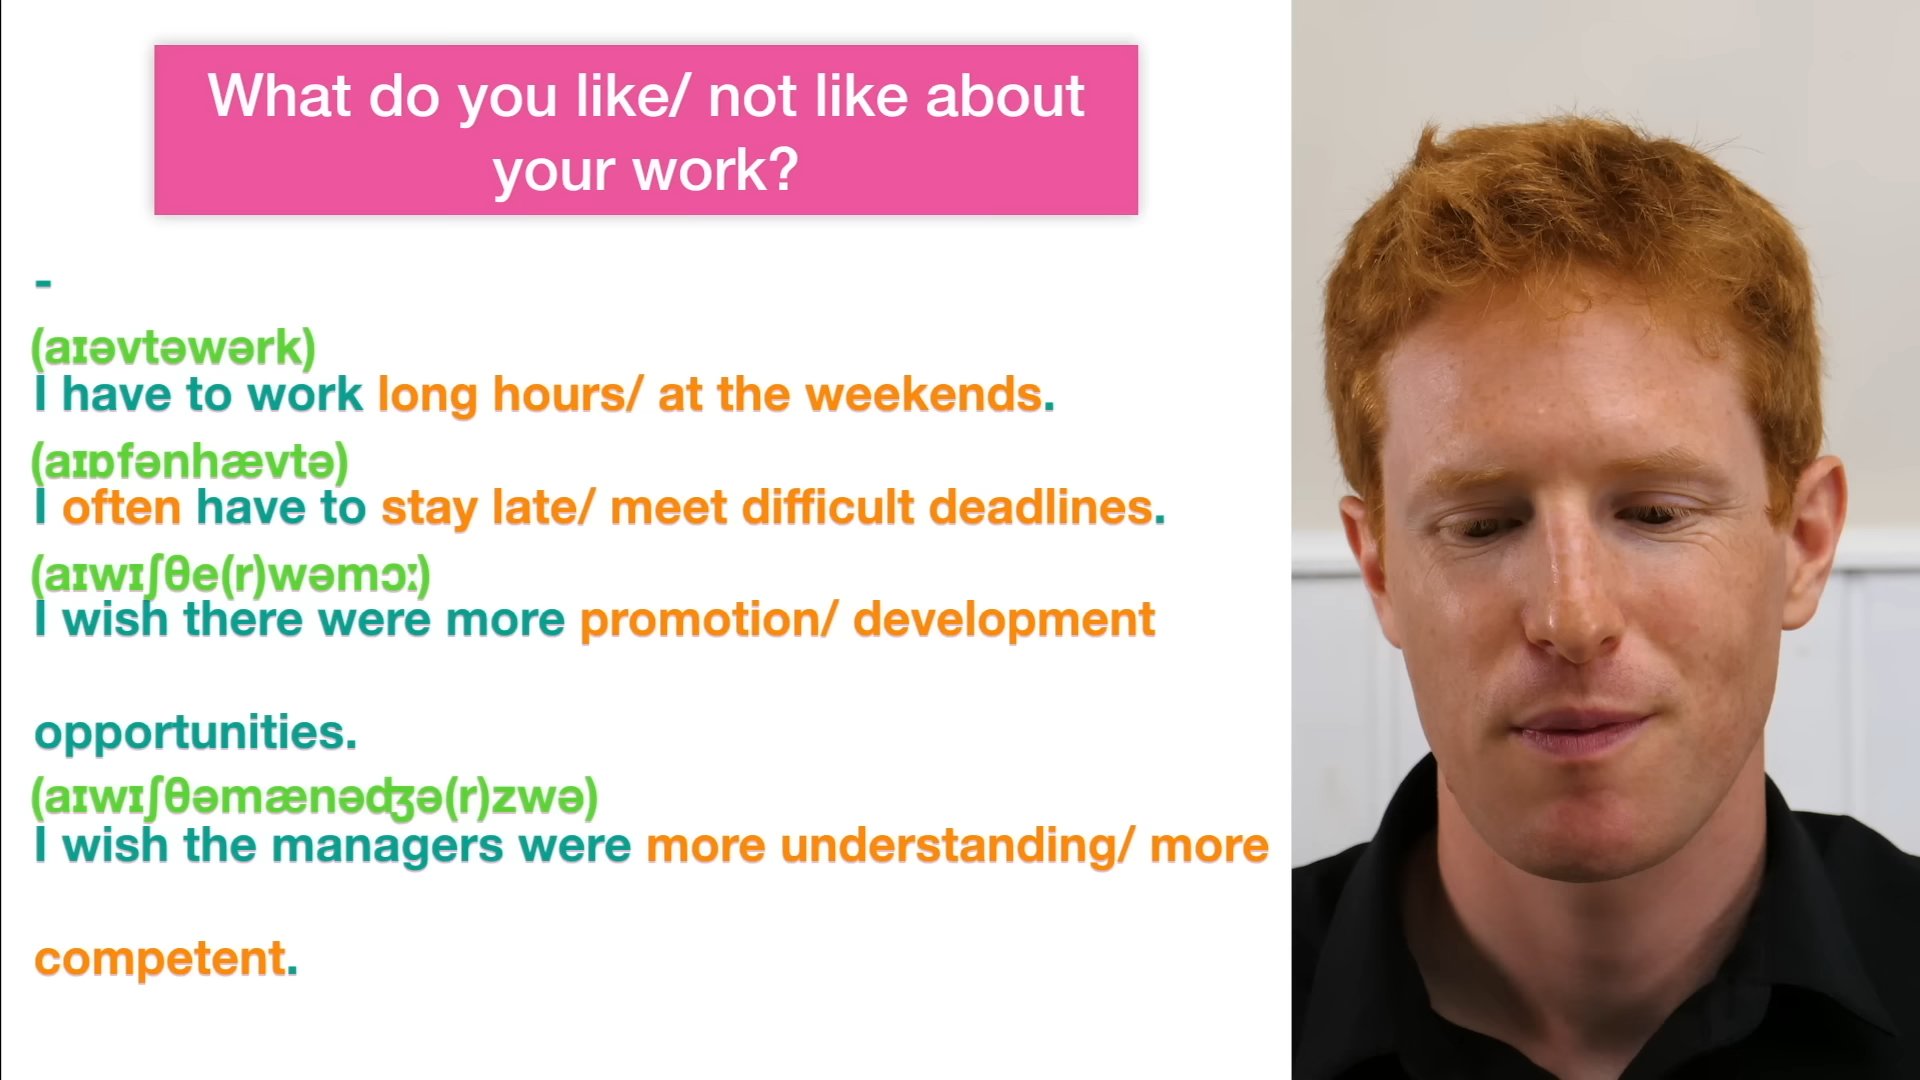 What do you like/ not like about
your work?
-
(aɪəvtəwərk)
I have to work long hours/ at the weekends.
(aɪɒfənhævtə)
I often have to stay late/ meet difficult deadlines.
(aɪwɪʃθe(r)wəmɔː)
I wish there were more promotion/ development
opportunities.
(aɪwɪʃθəmænəʤə(r)zwə)
I wish the managers were more understanding/ more
competent.